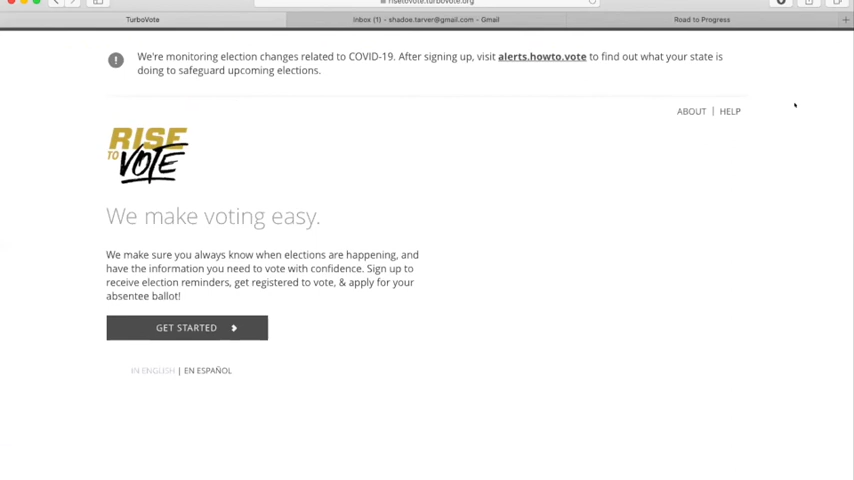 risetovote.turbovote.org
TurboVote
Inbox (1) - shadoe.tarver@gmail.com - Gmail
Road to Progress
We're monitoring election changes related to COVID-19. After signing up, visit alerts.howto.vote to find out what your state is
doing to safeguard upcoming elections.
ABOUT | HELP
RISE
TO VOTE
We make voting easy.
We make sure you always know when elections are happening, and
have the information you need to vote with confidence. Sign up to
receive election reminders, get registered to vote, & apply for your
absentee ballot!
GET STARTED
IN ENGLISH | EN ESPAÑOL